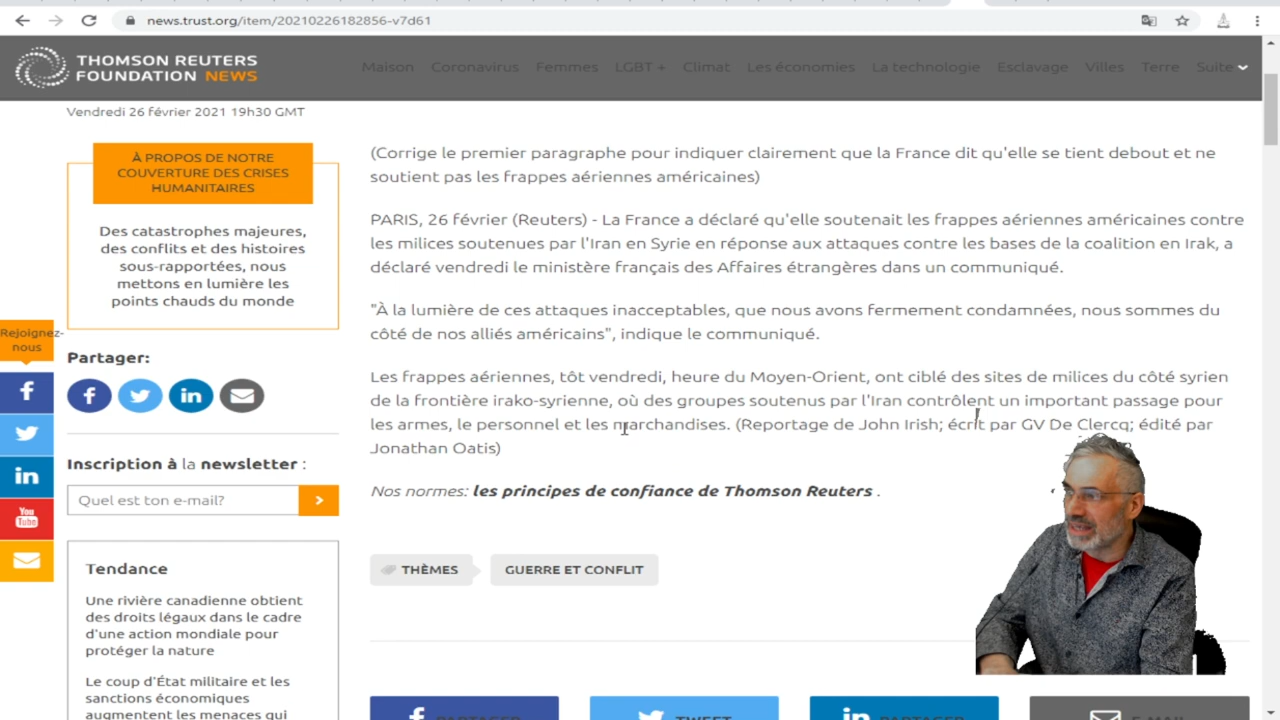 news.trust.org/item/20210226182856-v7d61
THOMSON REUTERS
FOUNDATION NEWS
Maison Coronavirus Femmes LGBT + Climat Les économies La technologie Esclavage Villes Terre Suite
Vendredi 26 février 2021 19h30 GMT
À PROPOS DE NOTRE
COUVERTURE DES CRISES
HUMANITAIRES
Des catastrophes majeures,
des conflits et des histoires
sous-rapportées, nous
mettons en lumière les
points chauds du monde
Rejoignez-
nous
Partager:
You
Tube
Inscription à la newsletter :
Quel est ton e-mail?
Tendance
Une rivière canadienne obtient
des droits légaux dans le cadre
d'une action mondiale pour
protéger la nature
Le coup d'État militaire et les
sanctions économiques
augmentent les menaces qui
(Corrige le premier paragraphe pour indiquer clairement que la France dit qu'elle se tient debout et ne
soutient pas les frappes aériennes américaines)
PARIS, 26 février (Reuters) - La France a déclaré qu'elle soutenait les frappes aériennes américaines contre
les milices soutenues par l'Iran en Syrie en réponse aux attaques contre les bases de la coalition en Irak, a
déclaré vendredi le ministère français des Affaires étrangères dans un communiqué.
"À la lumière de ces attaques inacceptables, que nous avons fermement condamnées, nous sommes du
côté de nos alliés américains", indique le communiqué.
Les frappes aériennes, tôt vendredi, heure du Moyen-Orient, ont ciblé des sites de milices du côté syrien
de la frontière irako-syrienne, où des groupes soutenus par l'Iran contrôlent un important passage pour
les armes, le personnel et les marchandises. (Reportage de John Irish; écrit par GV De Clercq; édité par
Jonathan Oatis)
Nos normes: les principes de confiance de Thomson Reuters .
THÈMES
GUERRE ET CONFLIT
PARTAGER
TWEET
PARTAGER
E-MAIL